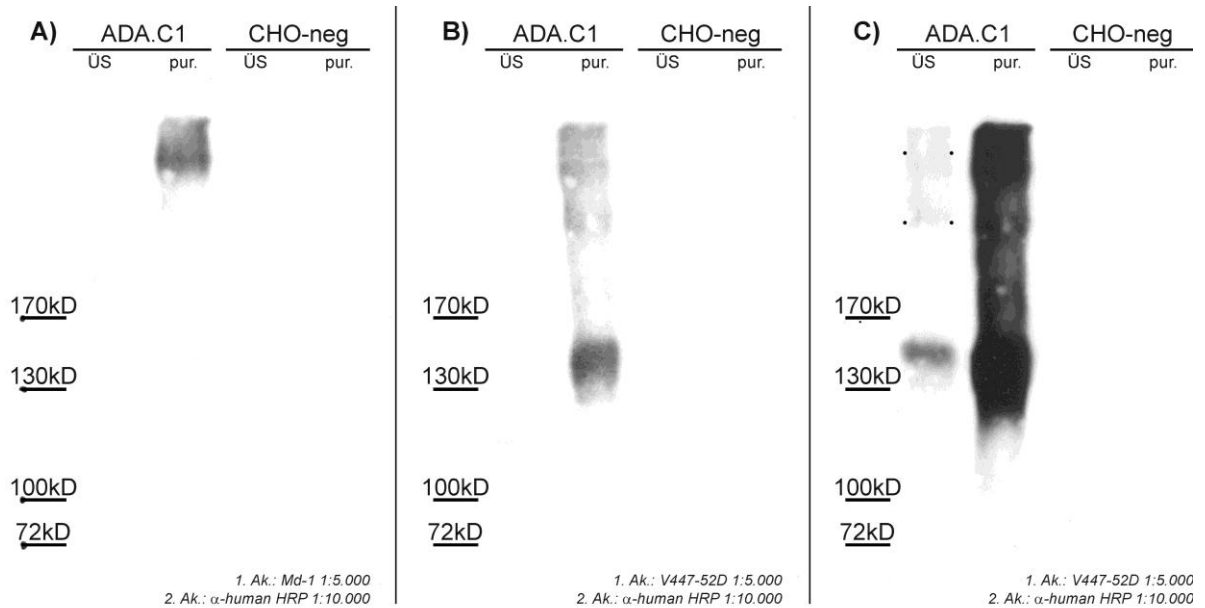 A) ADA.C1 CHO-neg
ÜS pur. ÜS pur.
170kD
130kD
100kD
72kD
1. Ak.: Md-1 1:5.000
2. Ak.: α-human HRP 1:10.000
B) ADA.C1 CHO-neg
ÜS pur. ÜS pur.
170kD
130kD
100kD
72kD
1. Ak.: V447-52D 1:5.000
2. Ak.: α-human HRP 1:10.000
C) ADA.C1 CHO-neg
ÜS pur. ÜS pur.
170kD
130kD
100kD
72kD
1. Ak.: V447-52D 1:5.000
2. Ak.: α-human HRP 1:10.000